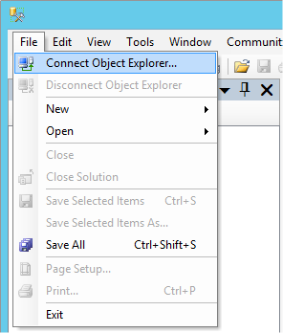 File Edit View Tools Window Communit
Connect Object Explorer...
Disconnect Object Explorer
New
Open
Close
Close Solution
Save Selected Items Ctrl+S
Save Selected Items As...
Save All Ctrl+Shift+S
Page Setup...
Print... Ctrl+P
Exit